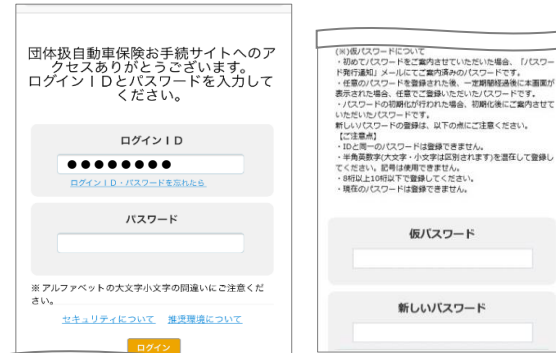 団体扱自動車保険お手続サイトへのア
クセスありがとうございます。
ログインIDとパスワードを入力して
ください。
ログインID
●●●●●●●●
ログインID・パスワードを忘れたら
パスワード
※アルファベットの大文字小文字の間違いにご注意くだ
さい。
セキュリティについて 推奨環境について
ログイン
(※)仮パスワードについて
・初めてパスワードをご案内させていただいた場合、「パスワー
ド発行通知」メールにてご案内済みのパスワードです。
・任意のパスワードを登録された後、一定期間経過後に本画面が
表示された場合、任意でご登録いただいたパスワードです。
・パスワードの初期化が行われた場合、初期化後にご案内させて
いただいたパスワードです。
新しいパスワードの登録は、以下の点にご注意ください。
【ご注意点】
・IDと同一のパスワードは登録できません。
・半角英数字(大文字・小文字は区別されます)を混在して登録し
てください。記号は使用できません。
・8桁以上10桁以下で登録してください。
・現在のパスワードは登録できません。
仮パスワード
新しいパスワード